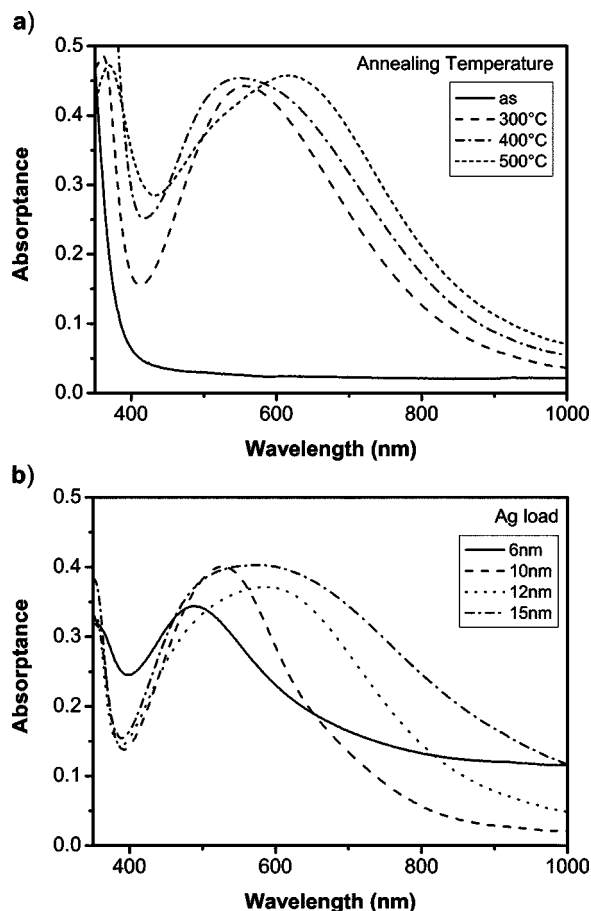 a)
Annealing Temperature
as
300°C
400°C
500°C
0.5
0.4
0.3
0.2
0.1
0.0
Absorptance
400
600
800
1000
Wavelength (nm)
b)
Ag load
6nm
10nm
12nm
15nm
0.5
0.4
0.3
0.2
0.1
0.0
Absorptance
400
600
800
1000
Wavelength (nm)